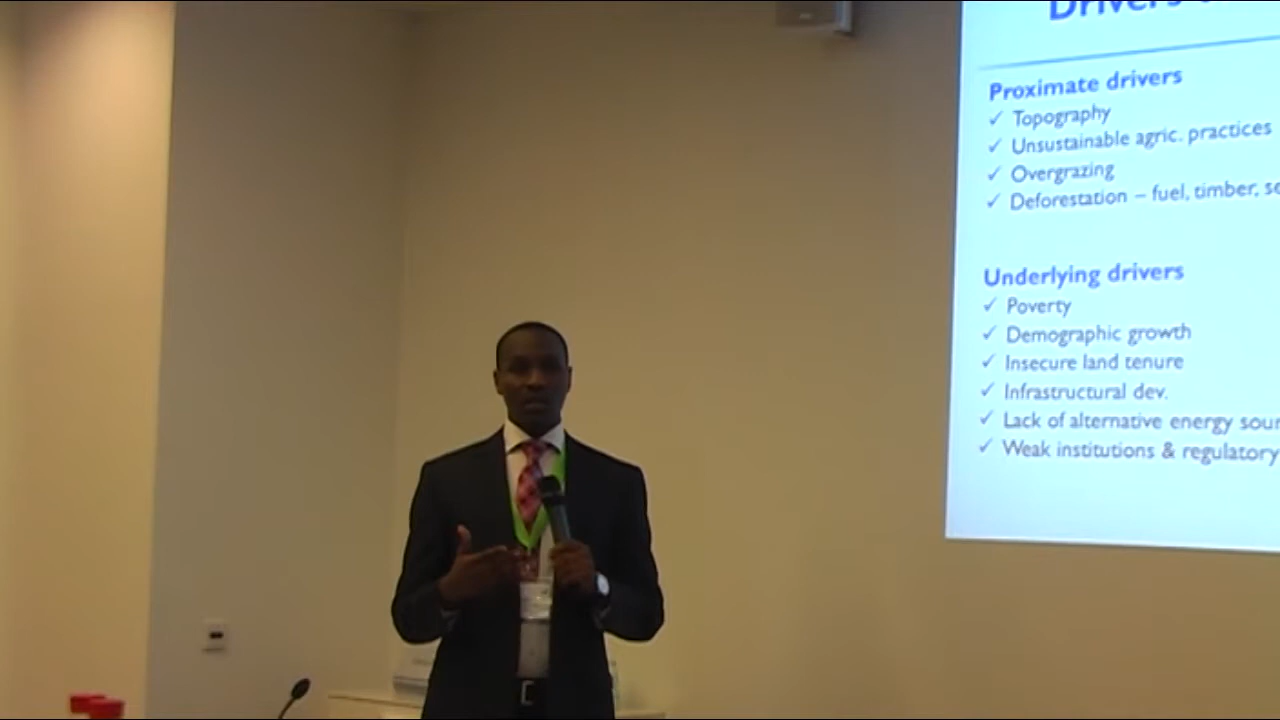 Drivers
Proximate drivers
✓ Topography
✓ Unsustainable agric. practices
✓ Overgrazing
✓ Deforestation – fuel, timber,
Underlying drivers
✓ Poverty
✓ Demographic growth
✓ Insecure land tenure
✓ Infrastructural dev.
✓ Lack of alternative energy
✓ Weak institutions & regulatory